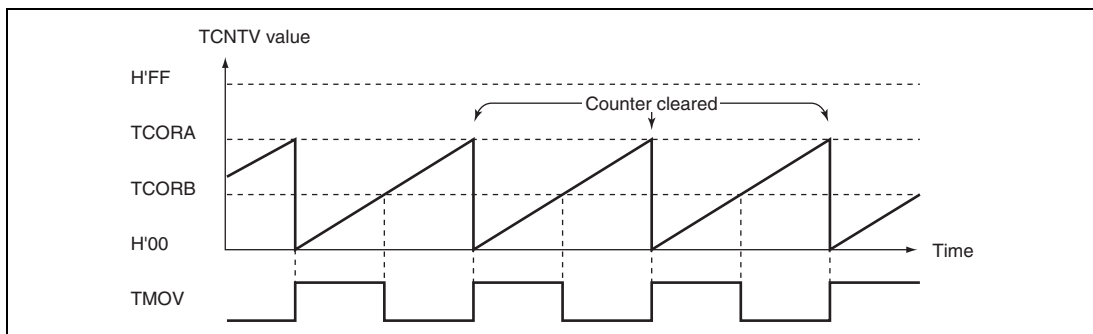 TCNTV value
H'FF
Counter cleared
TCORA
TCORB
H'00
Time
TMOV